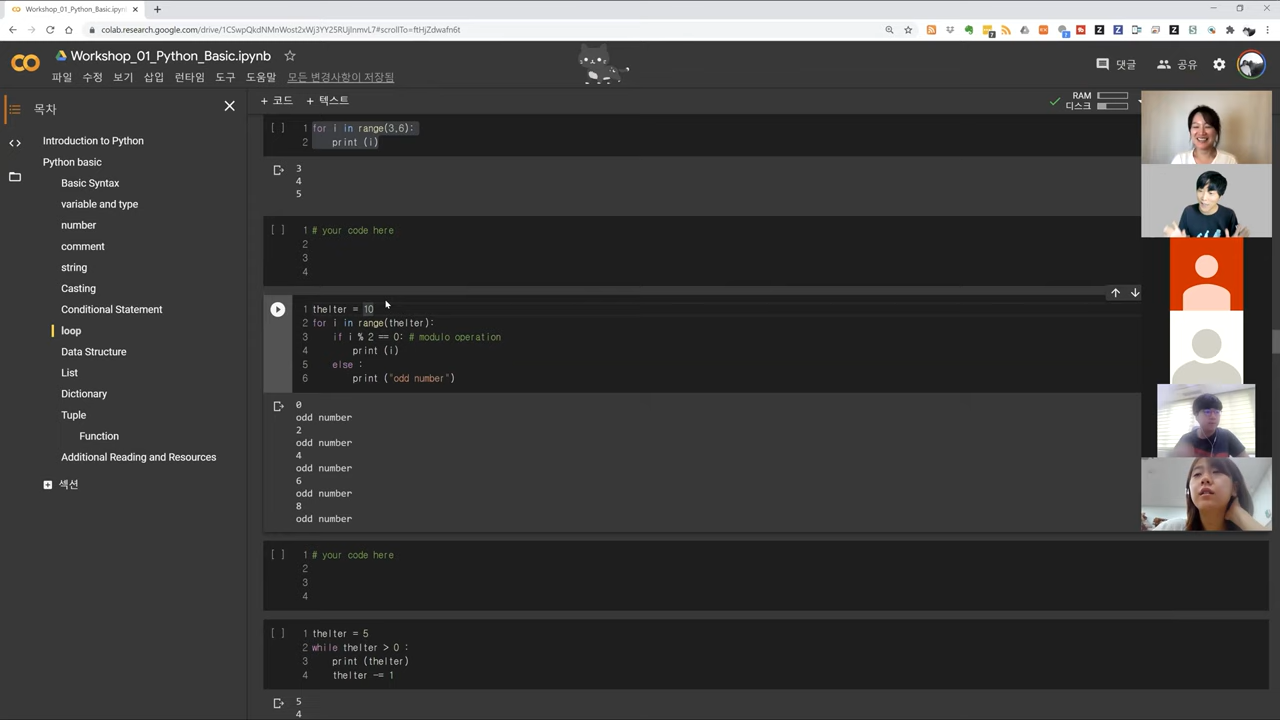 Workshop_01_Python_Basic.ipynb
colab.research.google.com/drive/1CSwpQkdNMnWost2xWj3YY25RUjlnmvL7#scrollTo=ftHjZdwafn6t
Workshop_01_Python_Basic.ipynb
파일 수정 보기 삽입 런타임 도구 도움말 모든 변경사항이 저장됨
댓글 공유
+ 코드 + 텍스트
RAM
디스크
목차
Introduction to Python
Python basic
Basic Syntax
variable and type
number
comment
string
Casting
Conditional Statement
loop
Data Structure
List
Dictionary
Tuple
Function
Additional Reading and Resources
섹션
[ ] 1 for i in range(3,6):
2 print (i)
3
4
5
[ ] 1 # your code here
2
3
4
1 theIter = 10
2 for i in range(theIter):
3 if i % 2 == 0: # modulo operation
4 print (i)
5 else :
6 print ("odd number")
0
odd number
2
odd number
4
odd number
6
odd number
8
odd number
[ ] 1 # your code here
2
3
4
[ ] 1 theIter = 5
2 while theIter > 0 :
3 print (theIter)
4 theIter -= 1
5
4